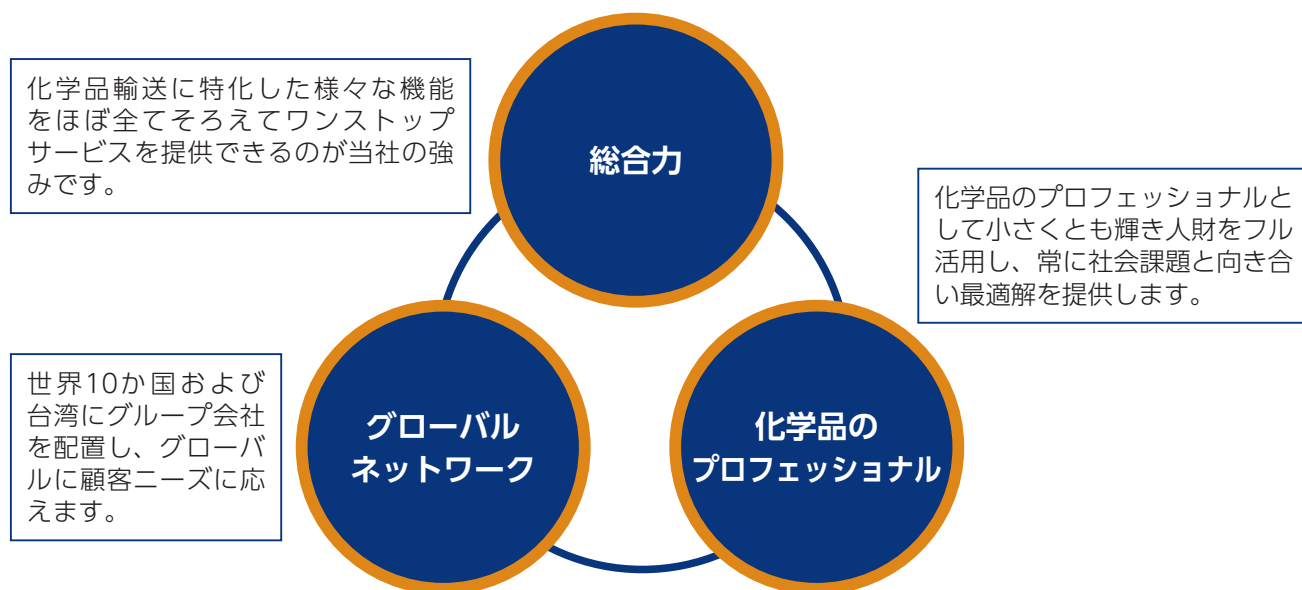 化学品輸送に特化した様々な機能
をほぼ全てそろえてワンストップ
サービスを提供できるのが当社の強
みです。
総合力
化学品のプロフェッショナルと
して小さくとも輝き人財をフル
活用し、常に社会課題と向き合
い最適解を提供します。
世界10か国および
台湾にグループ会社
を配置し、グローバ
ルに顧客ニーズに応
えます。
グローバル
ネットワーク
化学品の
プロフェッショナル